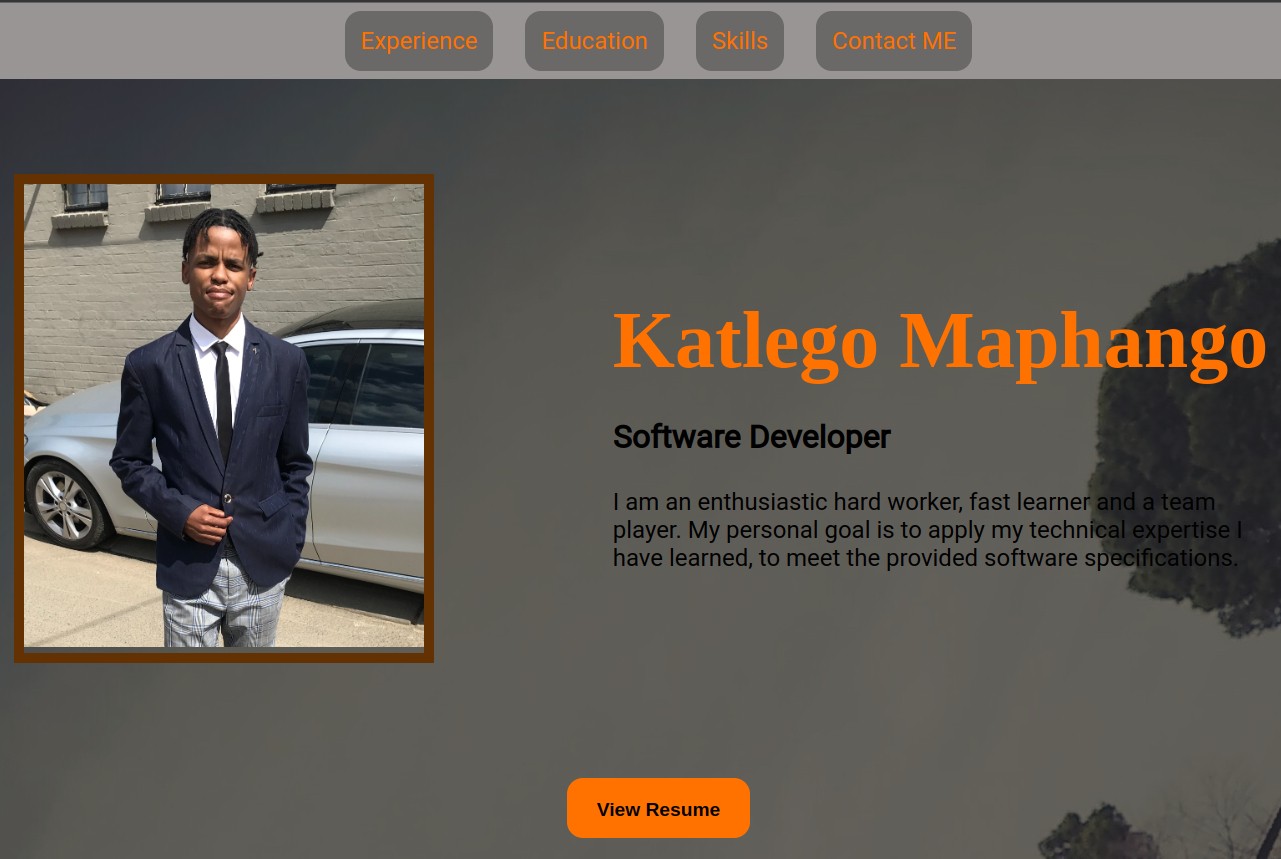 Experience
Education
Skills
Contact ME
Katlego Maphango
Software Developer
I am an enthusiastic hard worker, fast learner and a team
player. My personal goal is to apply my technical expertise I
have learned, to meet the provided software specifications.
View Resume